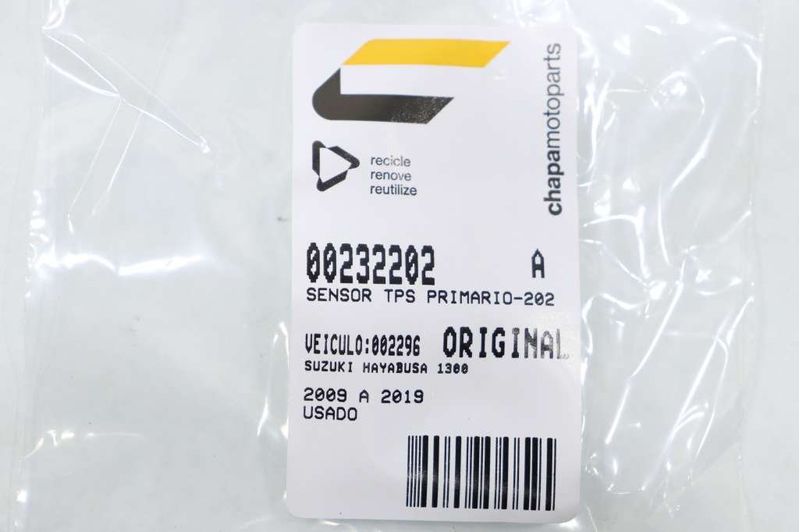 chapamotoparts
recicle
renove
reutilize
00232202 A
SENSOR TPS PRIMARIO-202
VEICULO:002296 ORIGINAL
SUZUKI HAYABUSA 1300
2009 A 2019
USADO